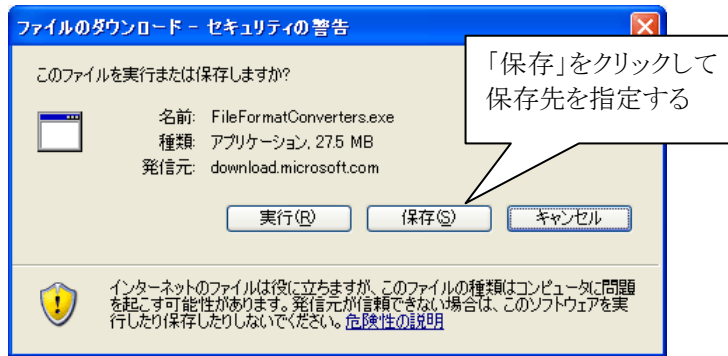 ファイルのダウンロード - セキュリティの警告
「保存」をクリックして
保存先を指定する
このファイルを実行または保存しますか?
名前: FileFormatConverters.exe
種類: アプリケーション, 27.5 MB
発信元: download.microsoft.com
実行(R) 保存(S) キャンセル
インターネットのファイルは役に立ちますが、このファイルの種類はコンピュータに問題
を起こす可能性があります。発信元が信頼できない場合は、このソフトウェアを実
行したり保存したりしないでください。危険性の説明